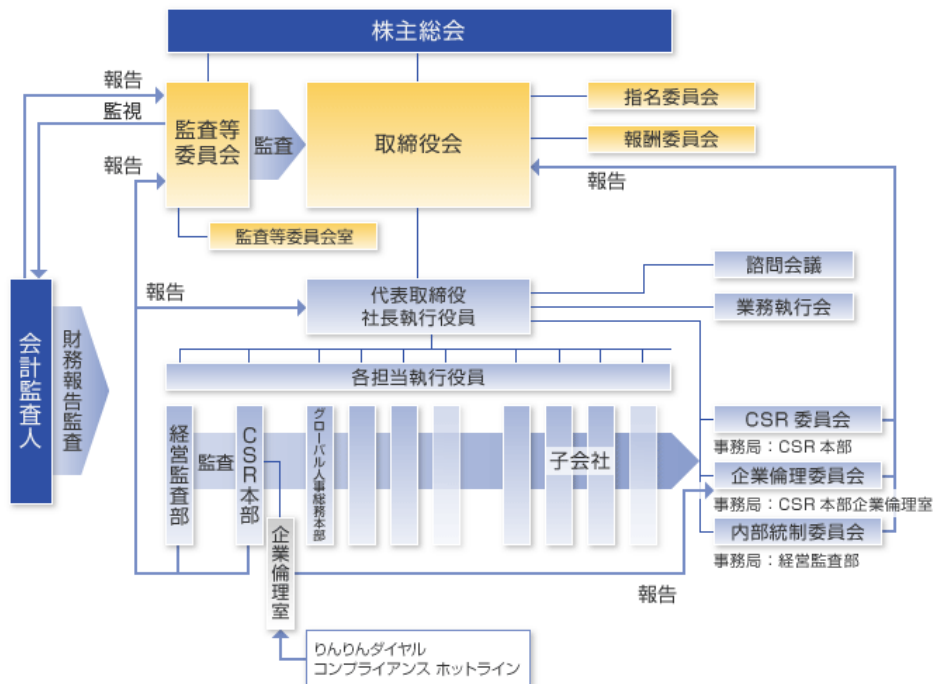 株主総会
報告
監視
監査等
委員会
監査
取締役会
指名委員会
報酬委員会
報告
報告
監査等委員会室
報告
代表取締役
社長執行役員
諮問会議
業務執行会
会計監査人
財務報告監査
各担当執行役員
経営監査部
監査
CSR本部
グローバル人事総務本部
子会社
CSR 委員会
事務局：CSR 本部
企業倫理委員会
事務局：CSR 本部企業倫理室
内部統制委員会
事務局：経営監査部
企業倫理室
報告
りんりんダイヤル
コンプライアンス ホットライン